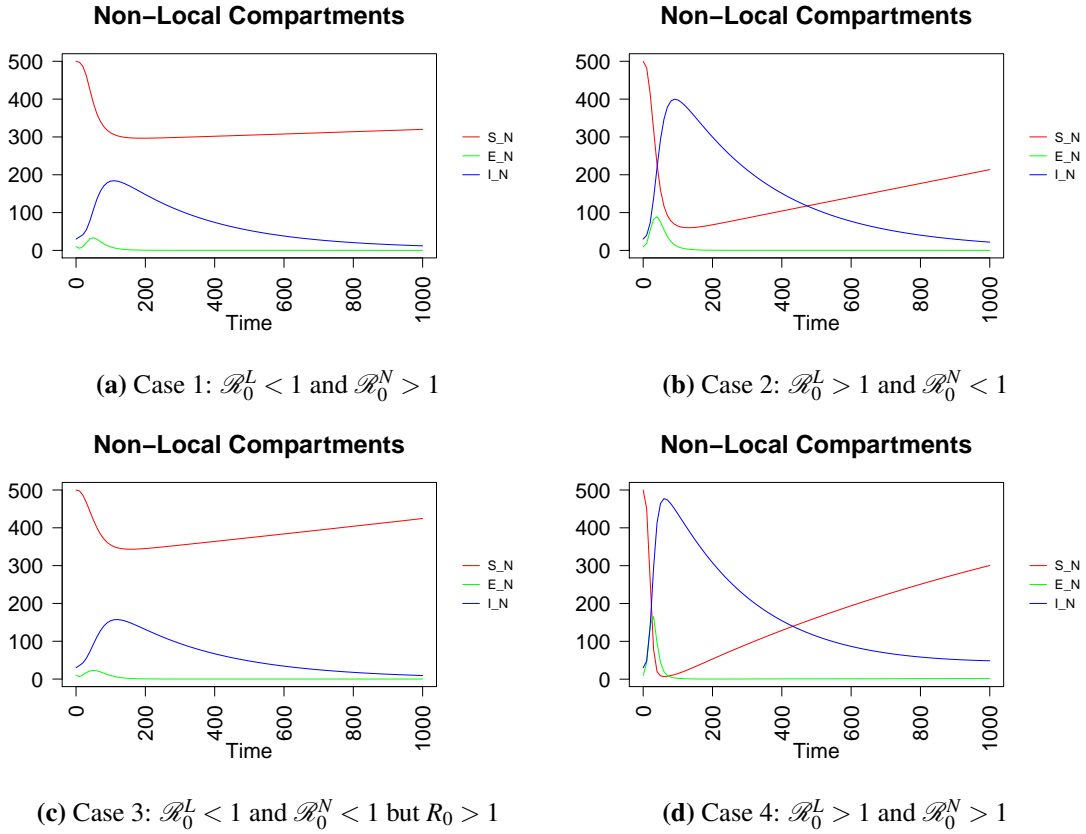 Non−Local Compartments
500
400
300
200
100
0
0
200
400
600
800
1000
Time
S_N
E_N
I_N
(a) Case 1: ℛ₀ᴸ < 1 and ℛ₀ᴺ > 1
Non−Local Compartments
500
400
300
200
100
0
0
200
400
600
800
1000
Time
S_N
E_N
I_N
(b) Case 2: ℛ₀ᴸ > 1 and ℛ₀ᴺ < 1
Non−Local Compartments
500
400
300
200
100
0
0
200
400
600
800
1000
Time
S_N
E_N
I_N
(c) Case 3: ℛ₀ᴸ < 1 and ℛ₀ᴺ < 1 but R₀ > 1
Non−Local Compartments
500
400
300
200
100
0
0
200
400
600
800
1000
Time
S_N
E_N
I_N
(d) Case 4: ℛ₀ᴸ > 1 and ℛ₀ᴺ > 1